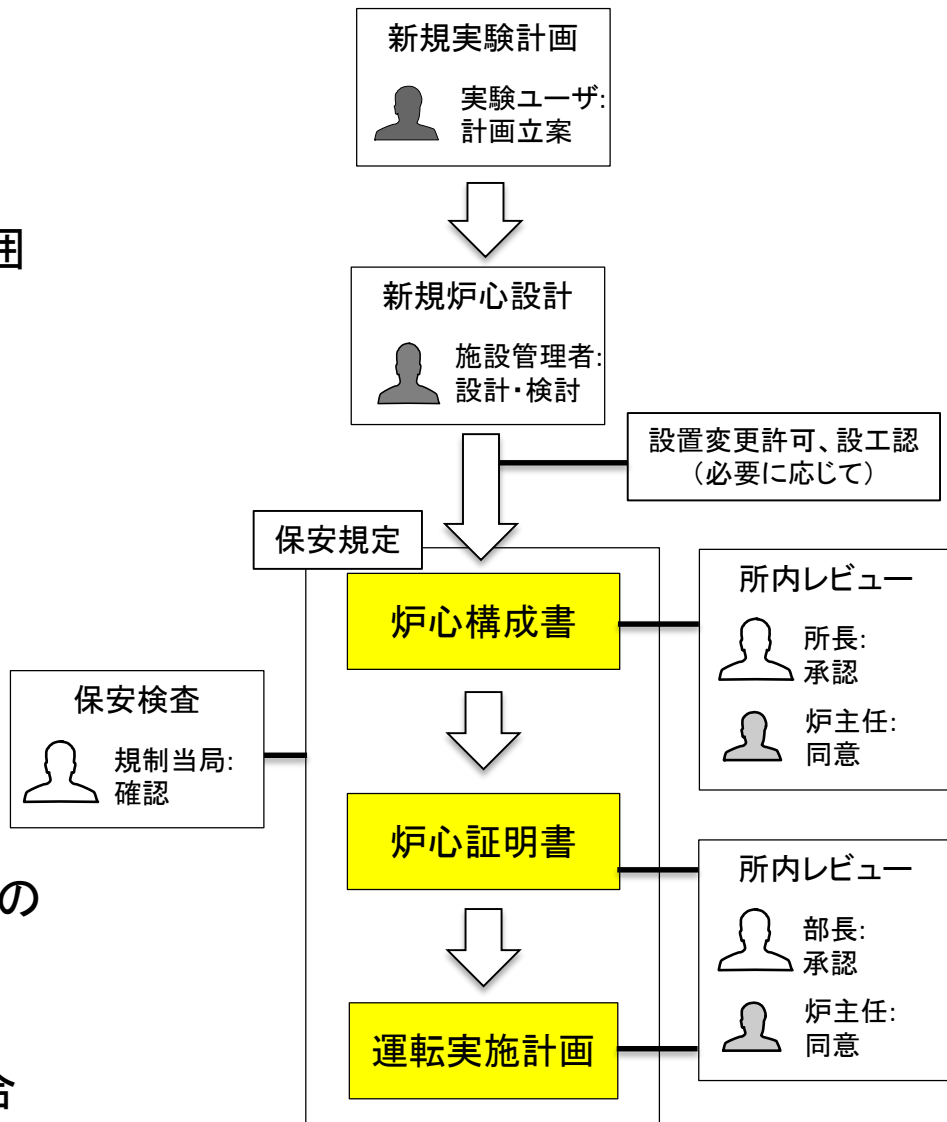 新規実験計画
実験ユーザ:
計画立案
囲
新規炉心設計
施設管理者:
設計・検討
設置変更許可、設工認
（必要に応じて）
保安規定
炉心構成書
所内レビュー
所長:
承認
炉主任:
同意
保安検査
規制当局:
確認
炉心証明書
の
所内レビュー
部長:
承認
炉主任:
同意
運転実施計画
合